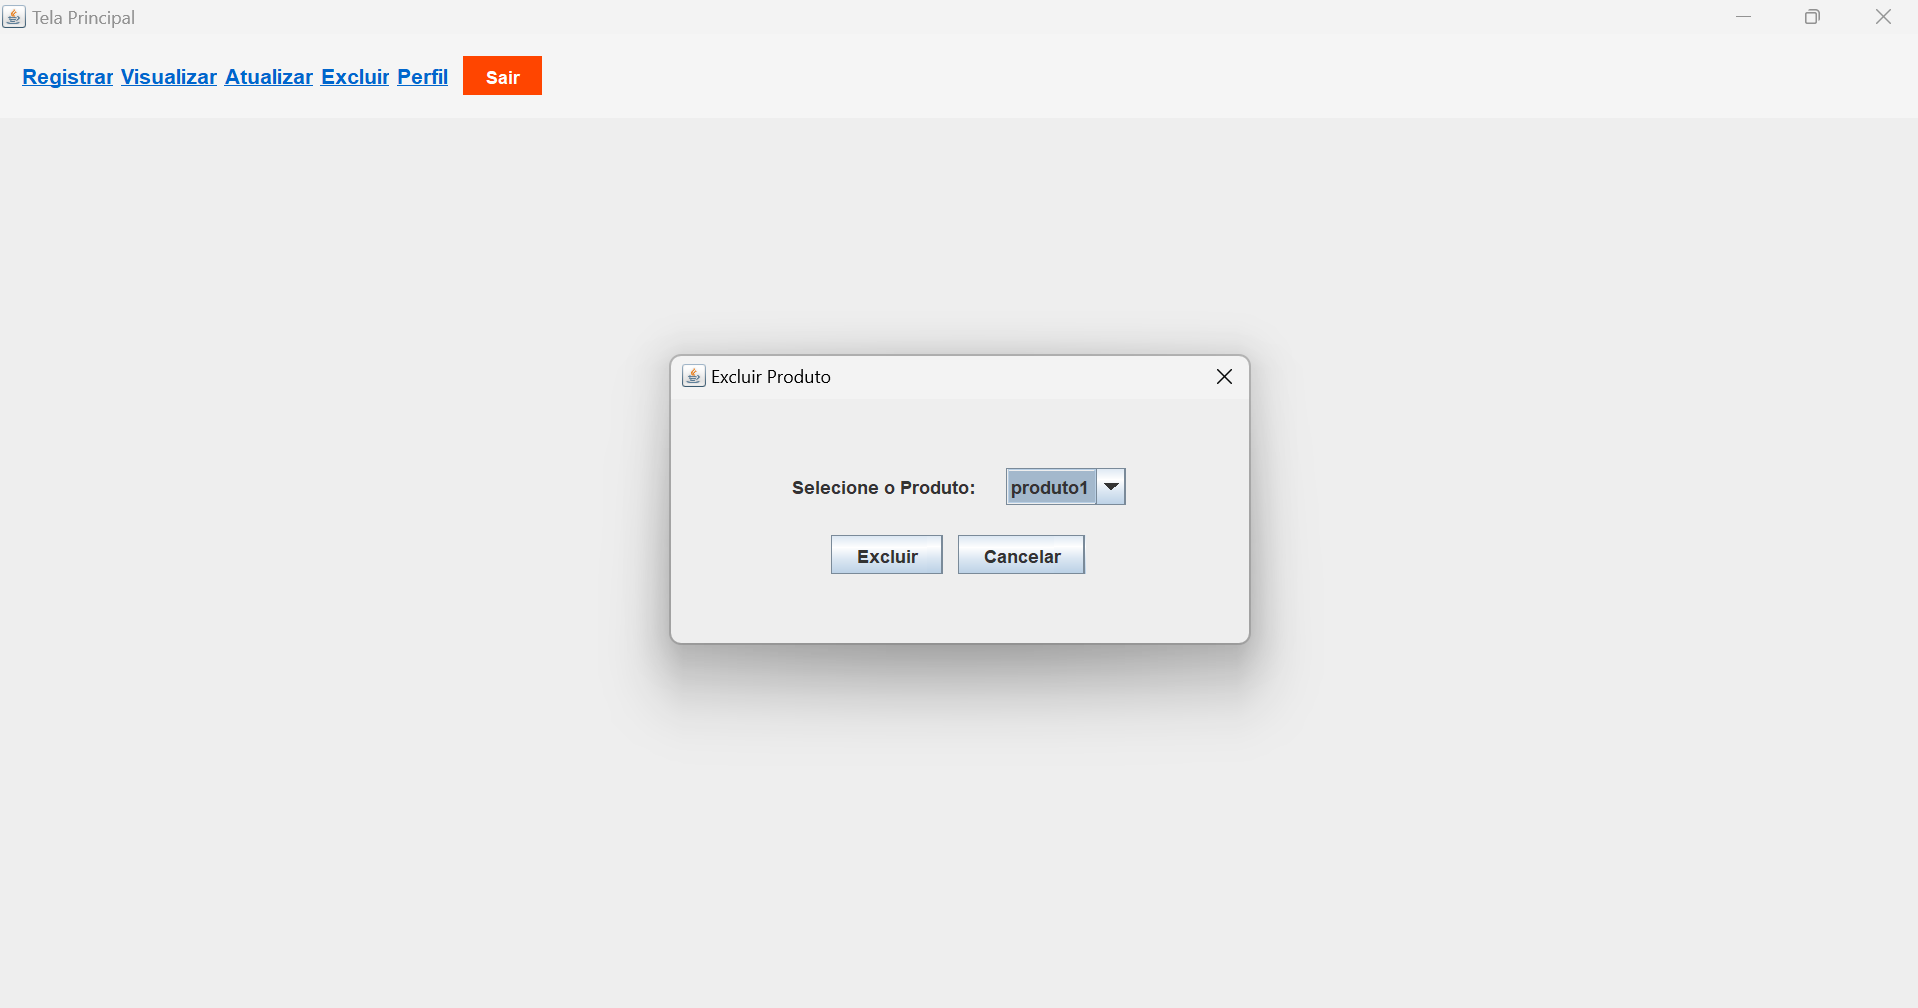 Tela Principal
Registrar Visualizar Atualizar Excluir Perfil Sair
Excluir Produto
Selecione o Produto: produto1
Excluir Cancelar